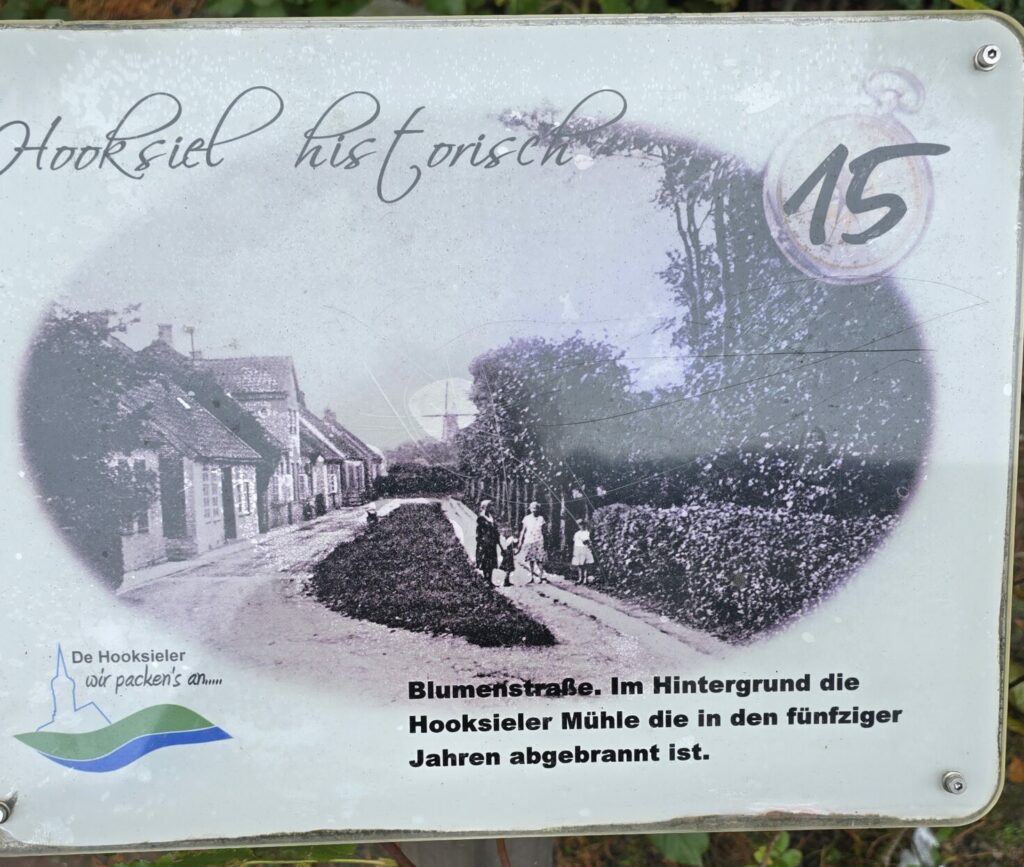 Hooksiel historisch
15
De Hooksieler
wir packen's an.....
Blumenstraße. Im Hintergrund die
Hooksieler Mühle die in den fünfziger
Jahren abgebrannt ist.